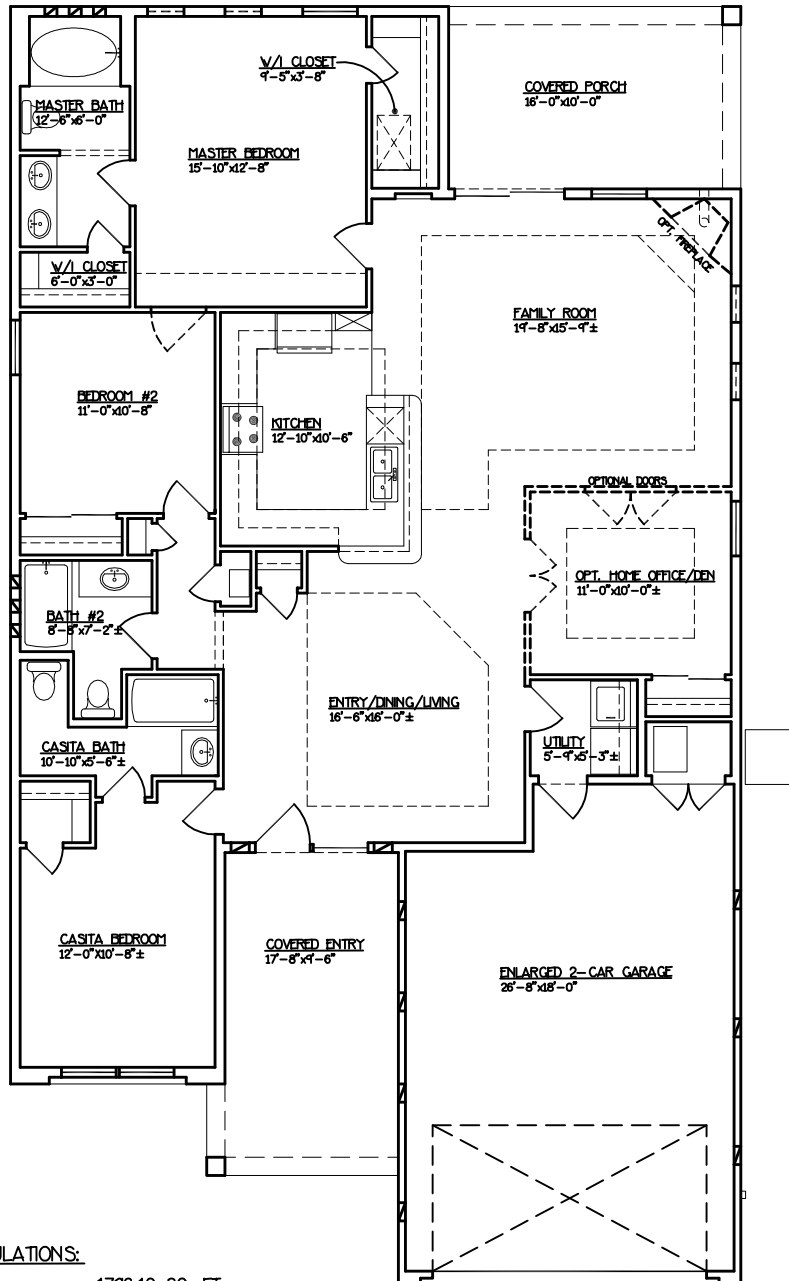 W/I CLOSET
9'-5"x3'-8"
COVERED PORCH
16'-0"x10'-0"
MASTER BATH
12'-6"x6'-0"
MASTER BEDROOM
15'-10"x12'-8"
OPT. FIREPLACE
W/I CLOSET
6'-0"x3'-0"
FAMILY ROOM
19'-8"x15'-9"±
BEDROOM #2
11'-0"x10'-8"
KITCHEN
12'-10"x10'-6"
OPTIONAL DOORS
OPT. HOME OFFICE/DEN
11'-0"x10'-0"±
BATH #2
8'-8"x7'-2"±
ENTRY/DINING/LIVING
16'-6"x16'-0"±
CASITA BATH
10'-10"x5'-6"±
UTILITY
5'-9"x5'-3"±
CASITA BEDROOM
12'-0"X10'-8"±
COVERED ENTRY
17'-8"x9'-6"
ENLARGED 2-CAR GARAGE
26'-8"x18'-0"
ULATIONS: